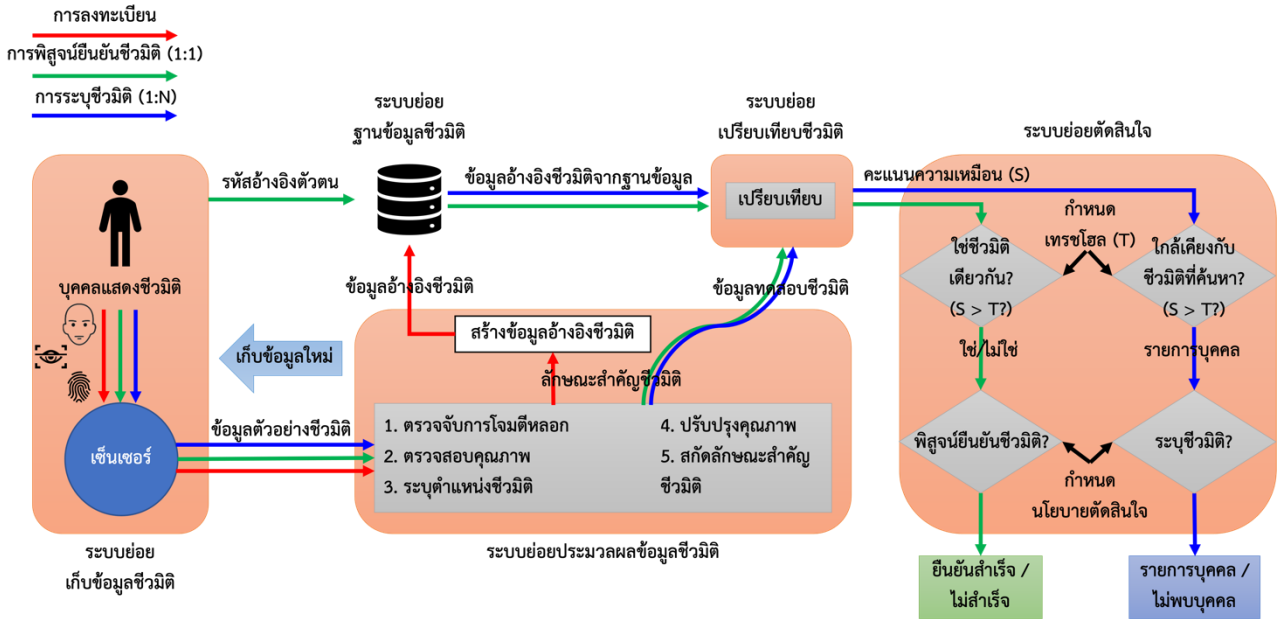 การลงทะเบียน
การพิสูจน์ยืนยันชีวมิติ (1:1)
การระบุชีวมิติ (1:N)
ระบบย่อย
ฐานข้อมูลชีวมิติ
ระบบย่อย
เปรียบเทียบชีวมิติ
ระบบย่อยตัดสินใจ
รหัสอ้างอิงตัวตน
ข้อมูลอ้างอิงชีวมิติจากฐานข้อมูล
เปรียบเทียบ
คะแนนความเหมือน (S)
กำหนด
เทรชโฮล (T)
ใช่ชีวมิติ
เดียวกัน?
(S > T?)
ใกล้เคียงกับ
ชีวมิติที่ค้นหา?
(S > T?)
บุคคลแสดงชีวมิติ
ข้อมูลอ้างอิงชีวมิติ
ข้อมูลทดสอบชีวมิติ
สร้างข้อมูลอ้างอิงชีวมิติ
เก็บข้อมูลใหม่
ลักษณะสำคัญชีวมิติ
ใช่/ไม่ใช่
รายการบุคคล
ข้อมูลตัวอย่างชีวมิติ
เซ็นเซอร์
1. ตรวจจับการโจมตีหลอก
2. ตรวจสอบคุณภาพ
3. ระบุตำแหน่งชีวมิติ
4. ปรับปรุงคุณภาพ
5. สกัดลักษณะสำคัญ
ชีวมิติ
พิสูจน์ยืนยันชีวมิติ?
ระบุชีวมิติ?
กำหนด
นโยบายตัดสินใจ
ระบบย่อย
เก็บข้อมูลชีวมิติ
ระบบย่อยประมวลผลข้อมูลชีวมิติ
ยืนยันสำเร็จ /
ไม่สำเร็จ
รายการบุคคล /
ไม่พบบุคคล